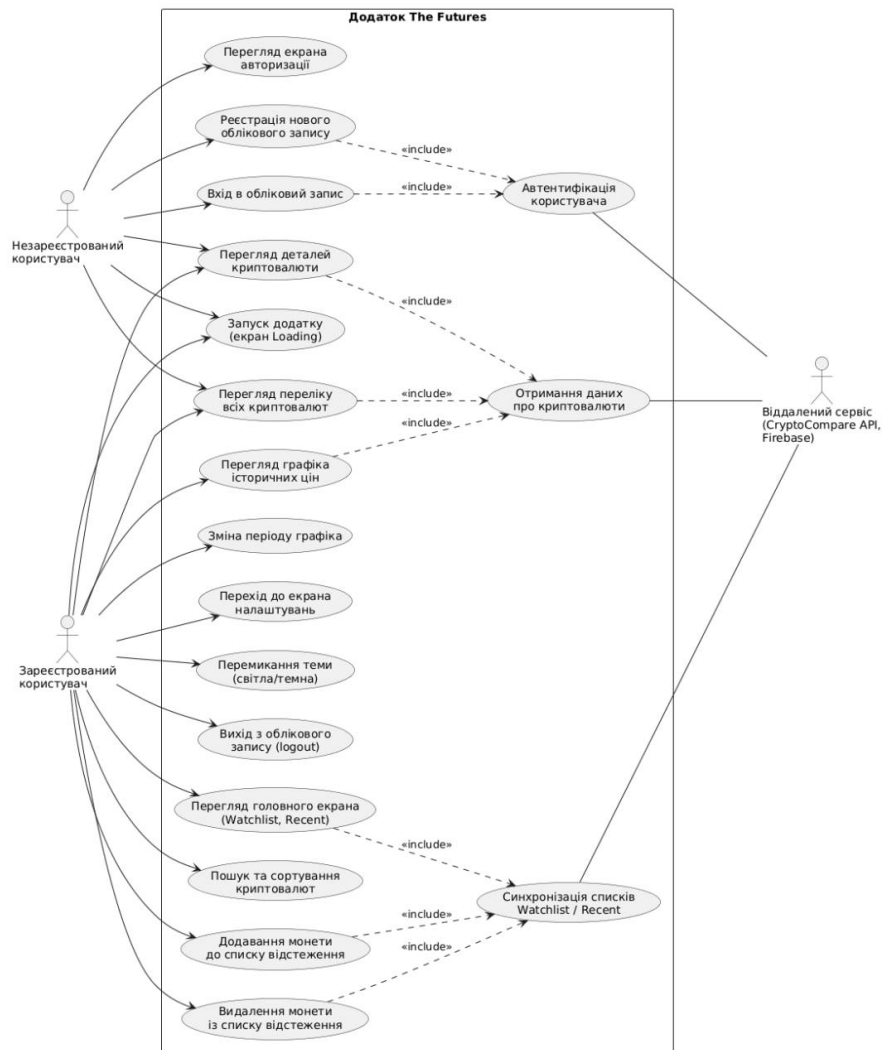 Додаток The Futures
Перегляд екрана
авторизації
Реєстрація нового
облікового запису
«include»
Вхід в обліковий запис
«include»
Автентифікація
користувача
Незареєстрований
користувач
Перегляд деталей
криптовалюти
«include»
Запуск додатку
(екран Loading)
Перегляд переліку
всіх криптовалют
«include»
Отримання даних
про криптовалюти
Віддалений сервіс
(CryptoCompare API,
Firebase)
«include»
Перегляд графіка
історичних цін
Зміна періоду графіка
Перехід до екрана
налаштувань
Зареєстрований
користувач
Перемикання теми
(світла/темна)
Вихід з облікового
запису (logout)
Перегляд головного екрана
(Watchlist, Recent)
«include»
Пошук та сортування
криптовалют
Синхронізація списків
Watchlist / Recent
«include»
Додавання монети
до списку відстеження
«include»
Видалення монети
із списку відстеження